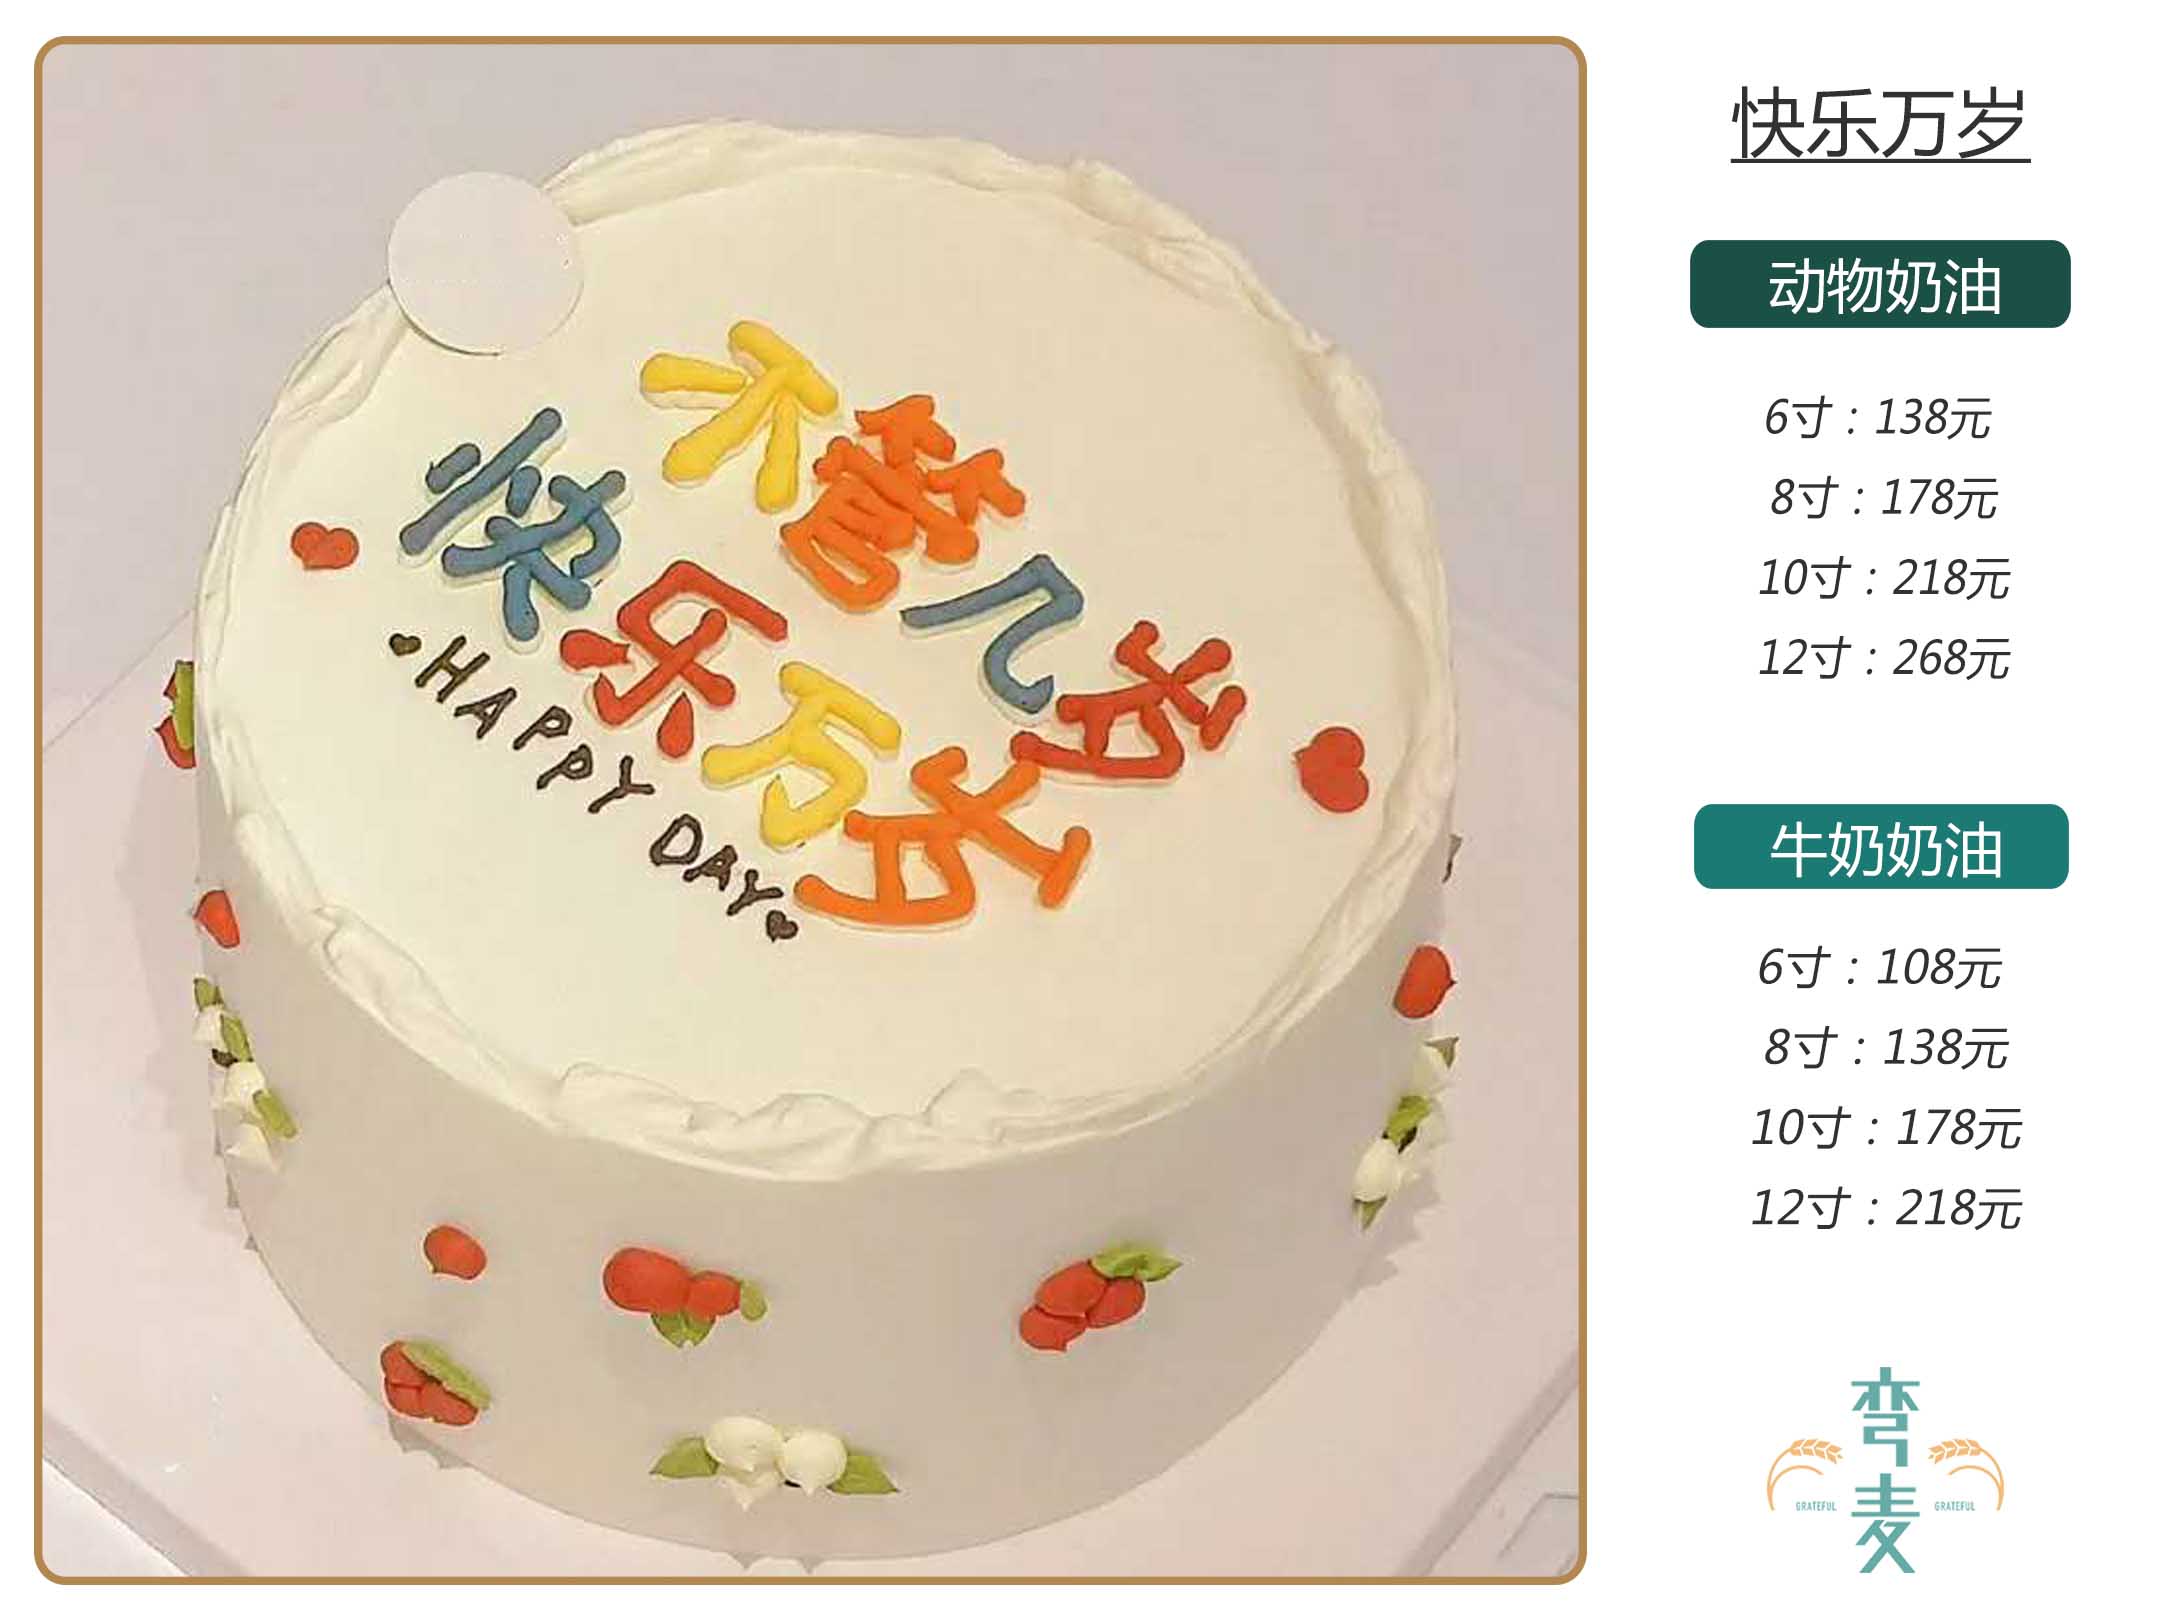 不管几岁
快乐万岁
HAPPY DAY
快乐万岁
动物奶油
6寸：138元
8寸：178元
10寸：218元
12寸：268元
牛奶奶油
6寸：108元
8寸：138元
10寸：178元
12寸：218元
弯麦
GRATEFUL GRATEFUL